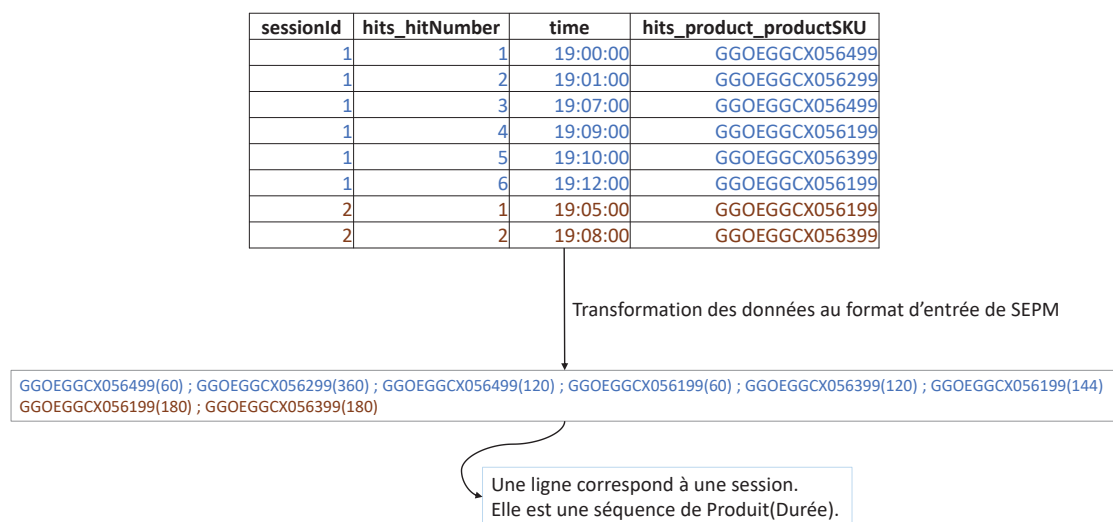 sessionId hits_hitNumber time hits_product_productSKU
1 1 19:00:00 GGOEGGCX056499
1 2 19:01:00 GGOEGGCX056299
1 3 19:07:00 GGOEGGCX056499
1 4 19:09:00 GGOEGGCX056199
1 5 19:10:00 GGOEGGCX056399
1 6 19:12:00 GGOEGGCX056199
2 1 19:05:00 GGOEGGCX056199
2 2 19:08:00 GGOEGGCX056399
Transformation des données au format d’entrée de SEPM
GGOEGGCX056499(60) ; GGOEGGCX056299(360) ; GGOEGGCX056499(120) ; GGOEGGCX056199(60) ; GGOEGGCX056399(120) ; GGOEGGCX056199(144)
GGOEGGCX056199(180) ; GGOEGGCX056399(180)
Une ligne correspond à une session.
Elle est une séquence de Produit(Durée).